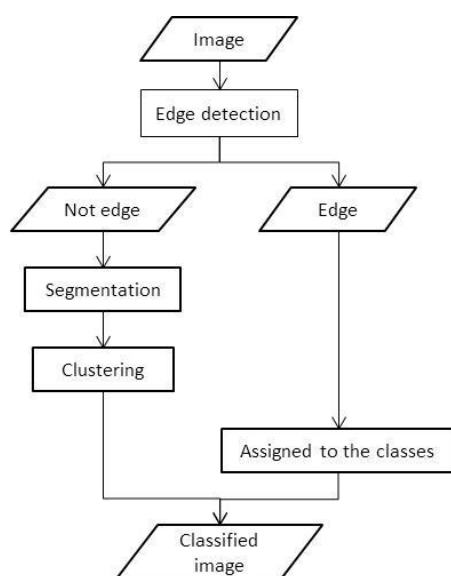 Image
Edge detection
Not edge
Edge
Segmentation
Clustering
Assigned to the classes
Classified
image